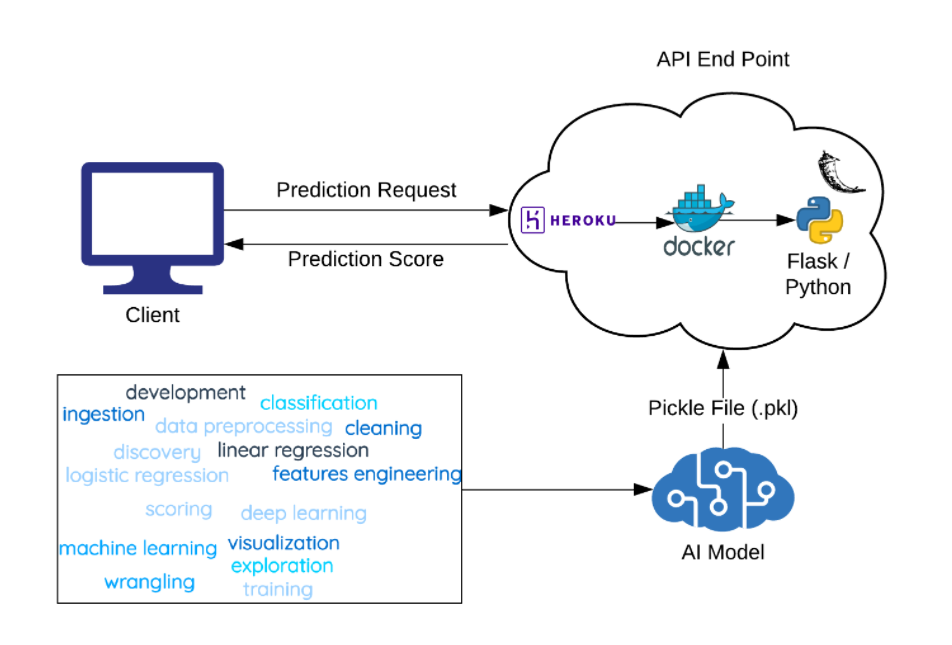 API End Point
Prediction Request
HEROKU
docker
Prediction Score
Flask /
Python
Client
development
classification
ingestion
data preprocessing
cleaning
discovery
linear regression
logistic regression
features engineering
scoring
deep learning
machine learning
visualization
exploration
wrangling
training
Pickle File (.pkl)
AI Model